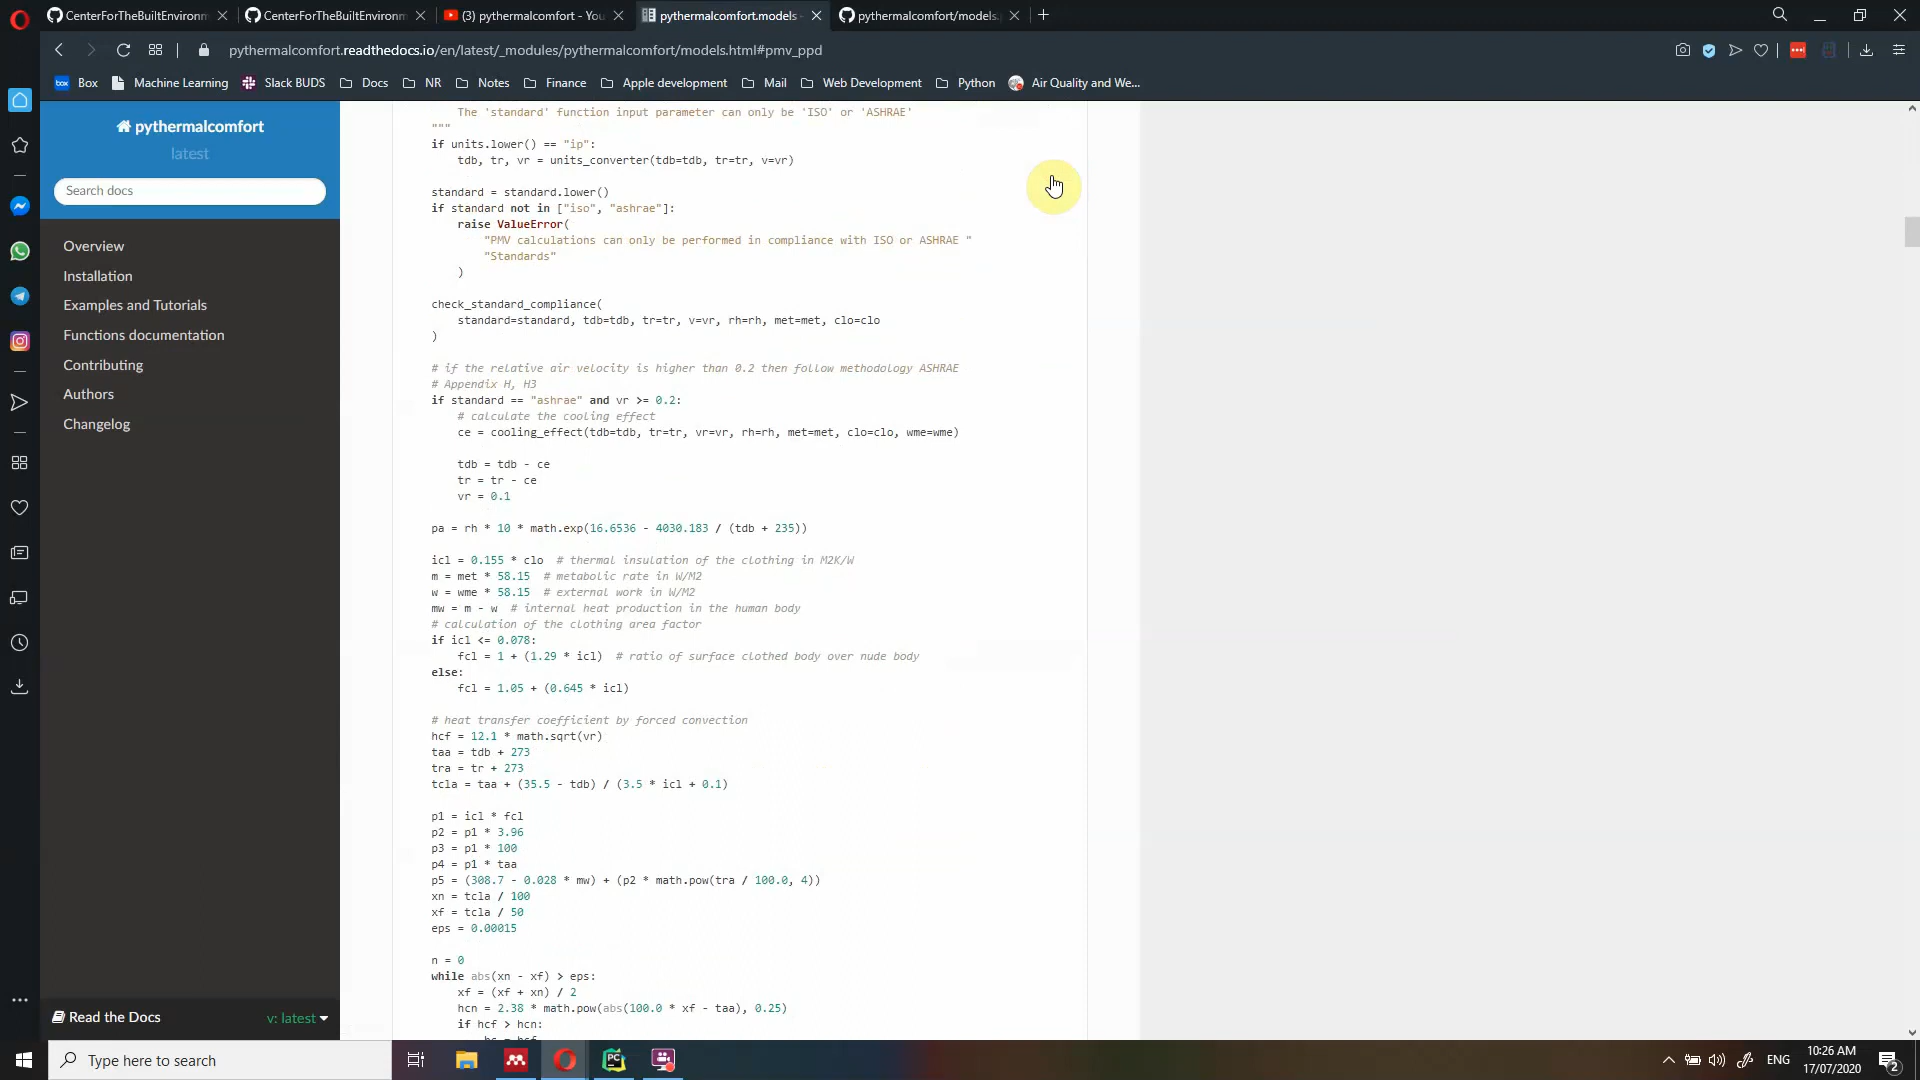 CenterForTheBuiltEnvironm
CenterForTheBuiltEnvironm
(3) pythermalcomfort - You
pythermalcomfort.models -
pythermalcomfort/models.
pythermalcomfort.readthedocs.io/en/latest/_modules/pythermalcomfort/models.html#pmv_ppd
Box Machine Learning Slack BUDS Docs NR Notes Finance Apple development Mail Web Development Python Air Quality and We...
pythermalcomfort
latest
Search docs
Overview
Installation
Examples and Tutorials
Functions documentation
Contributing
Authors
Changelog
Read the Docs
v: latest
The 'standard' function input parameter can only be 'ISO' or 'ASHRAE'
"""
if units.lower() == "ip":
tdb, tr, vr = units_converter(tdb=tdb, tr=tr, v=vr)
standard = standard.lower()
if standard not in ["iso", "ashrae"]:
raise ValueError(
"PMV calculations can only be performed in compliance with ISO or ASHRAE "
"Standards"
)
check_standard_compliance(
standard=standard, tdb=tdb, tr=tr, v=vr, rh=rh, met=met, clo=clo
)
# if the relative air velocity is higher than 0.2 then follow methodology ASHRAE
# Appendix H, H3
if standard == "ashrae" and vr >= 0.2:
# calculate the cooling effect
ce = cooling_effect(tdb=tdb, tr=tr, vr=vr, rh=rh, met=met, clo=clo, wme=wme)
tdb = tdb - ce
tr = tr - ce
vr = 0.1
pa = rh * 10 * math.exp(16.6536 - 4030.183 / (tdb + 235))
icl = 0.155 * clo # thermal insulation of the clothing in M2K/W
m = met * 58.15 # metabolic rate in W/M2
w = wme * 58.15 # external work in W/M2
mw = m - w # internal heat production in the human body
# calculation of the clothing area factor
if icl <= 0.078:
fcl = 1 + (1.29 * icl) # ratio of surface clothed body over nude body
else:
fcl = 1.05 + (0.645 * icl)
# heat transfer coefficient by forced convection
hcf = 12.1 * math.sqrt(vr)
taa = tdb + 273
tra = tr + 273
tcla = taa + (35.5 - tdb) / (3.5 * icl + 0.1)
p1 = icl * fcl
p2 = p1 * 3.96
p3 = p1 * 100
p4 = p1 * taa
p5 = (308.7 - 0.028 * mw) + (p2 * math.pow(tra / 100.0, 4))
xn = tcla / 100
xf = tcla / 50
eps = 0.00015
n = 0
while abs(xn - xf) > eps:
xf = (xf + xn) / 2
hcn = 2.38 * math.pow(abs(100.0 * xf - taa), 0.25)
if hcf > hcn:
Type here to search
ENG
10:26 AM
17/07/2020
2